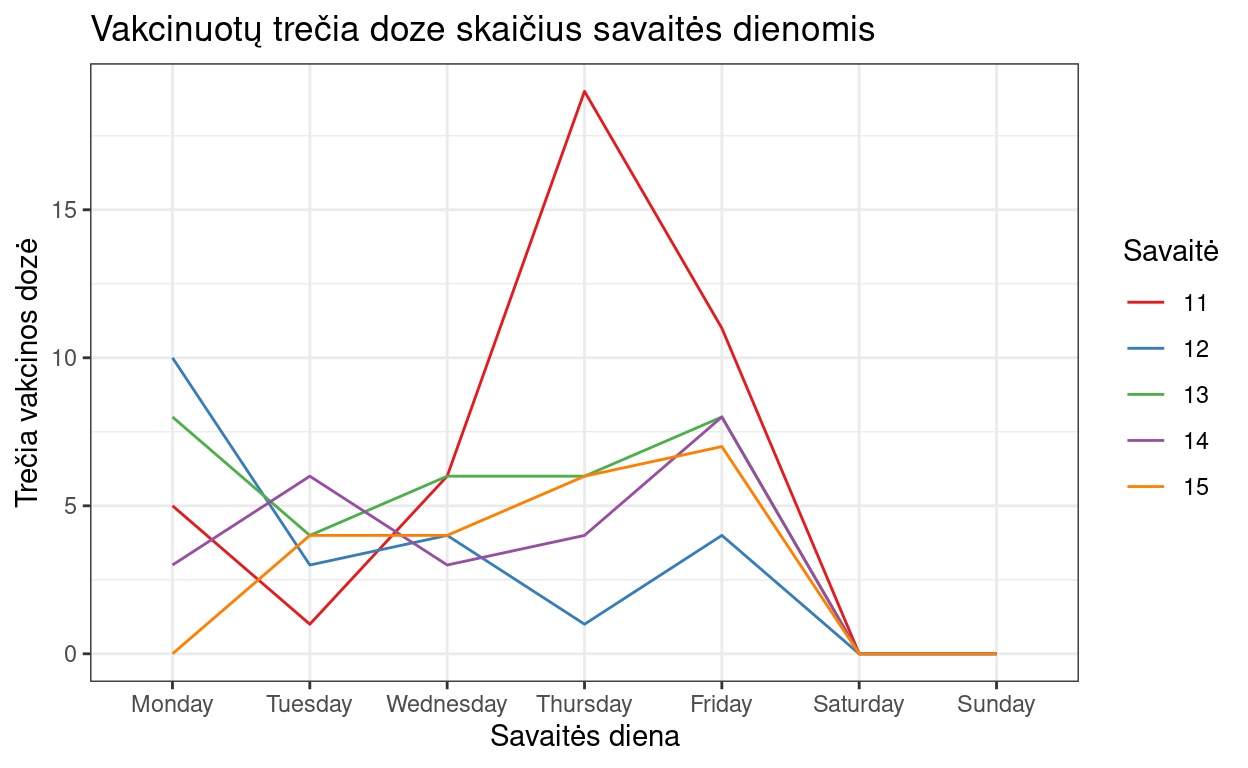 Vakcinuotų trečia doze skaičius savaitės dienomis
Trečia vakcinos dozė
15
10
5
0
Monday Tuesday Wednesday Thursday Friday Saturday Sunday
Savaitės diena
Savaitė
11
12
13
14
15